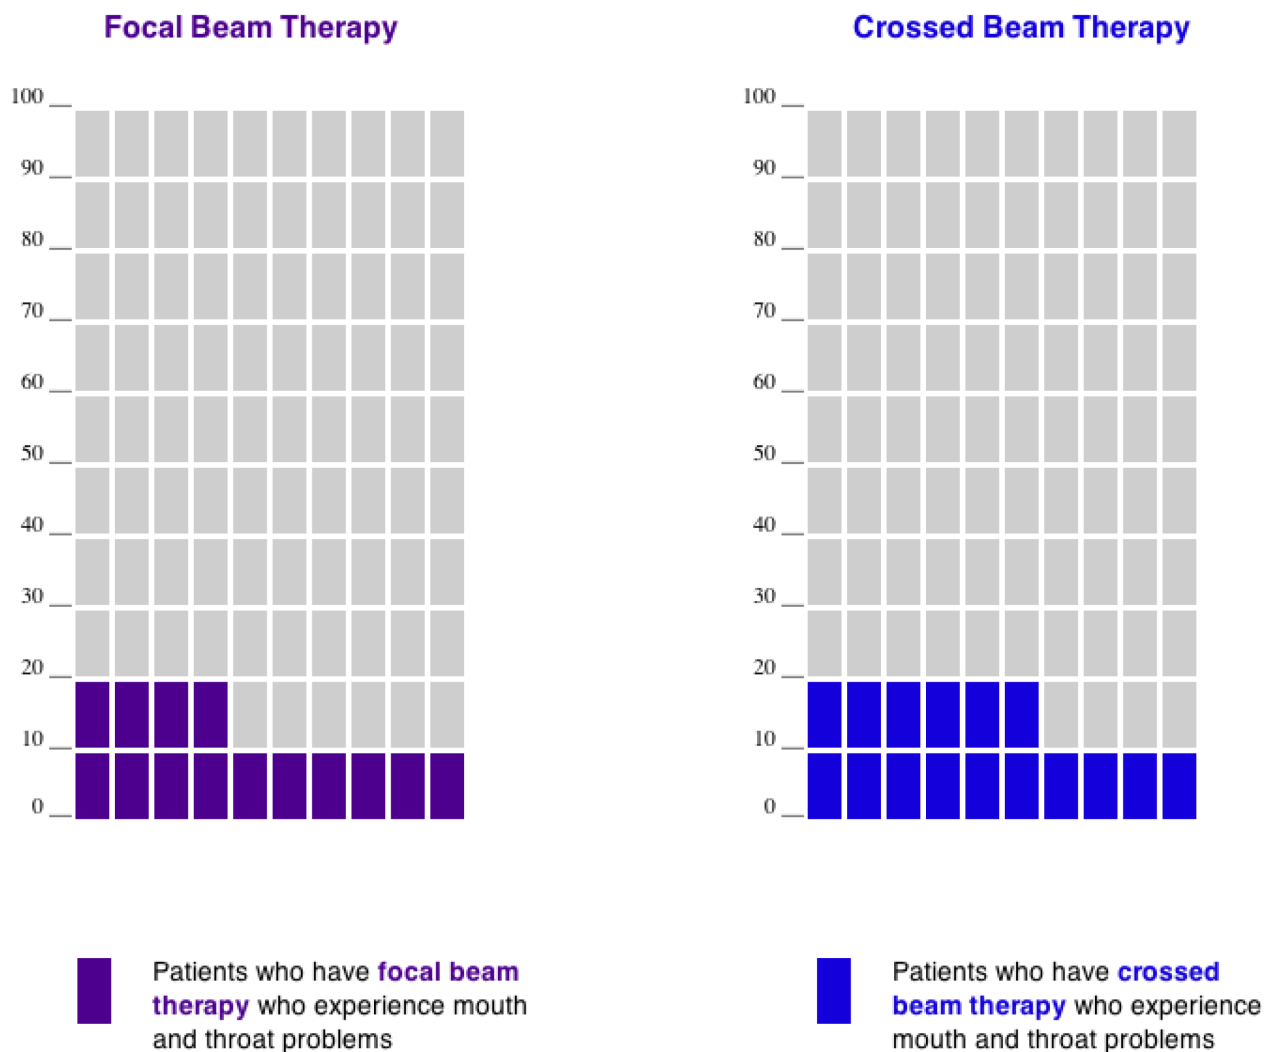 Focal Beam Therapy
100
90
80
70
60
50
40
30
20
10
0
Patients who have focal beam
therapy who experience mouth
and throat problems
Crossed Beam Therapy
100
90
80
70
60
50
40
30
20
10
0
Patients who have crossed
beam therapy who experience
mouth and throat problems